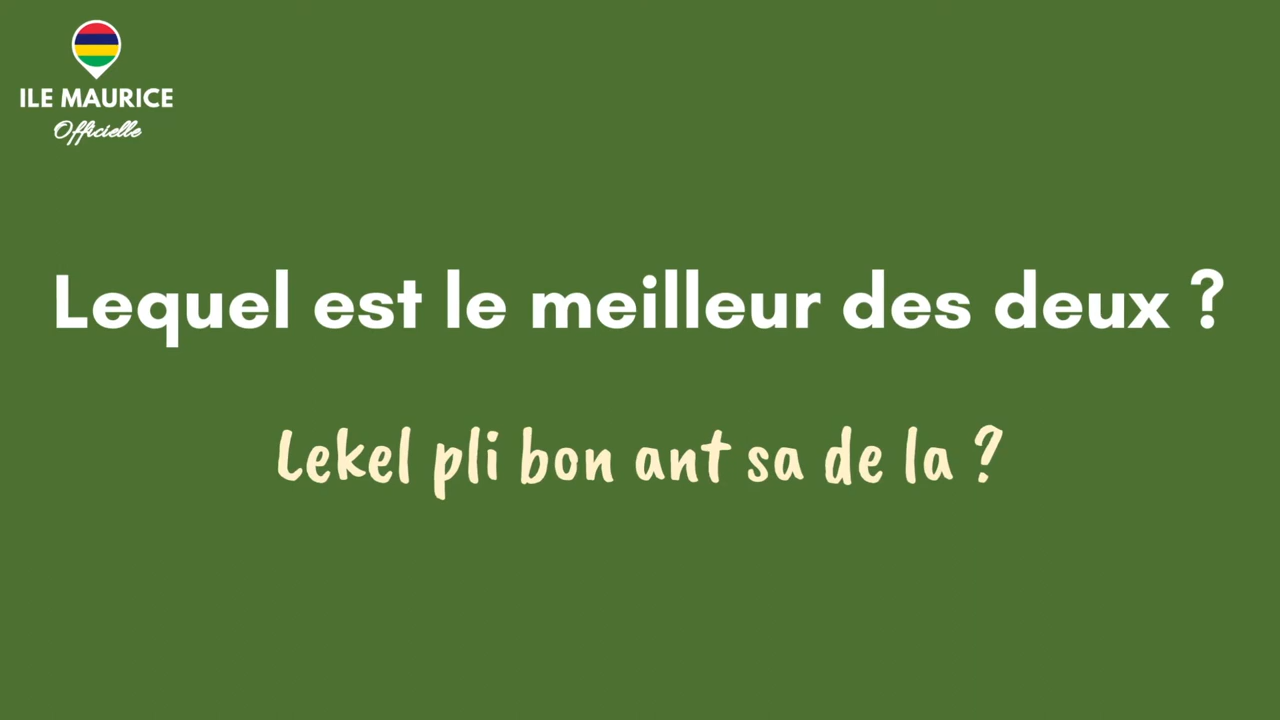 ILE MAURICE
Officielle
Lequel est le meilleur des deux ?
Lekel pli bon ant sa de la ?